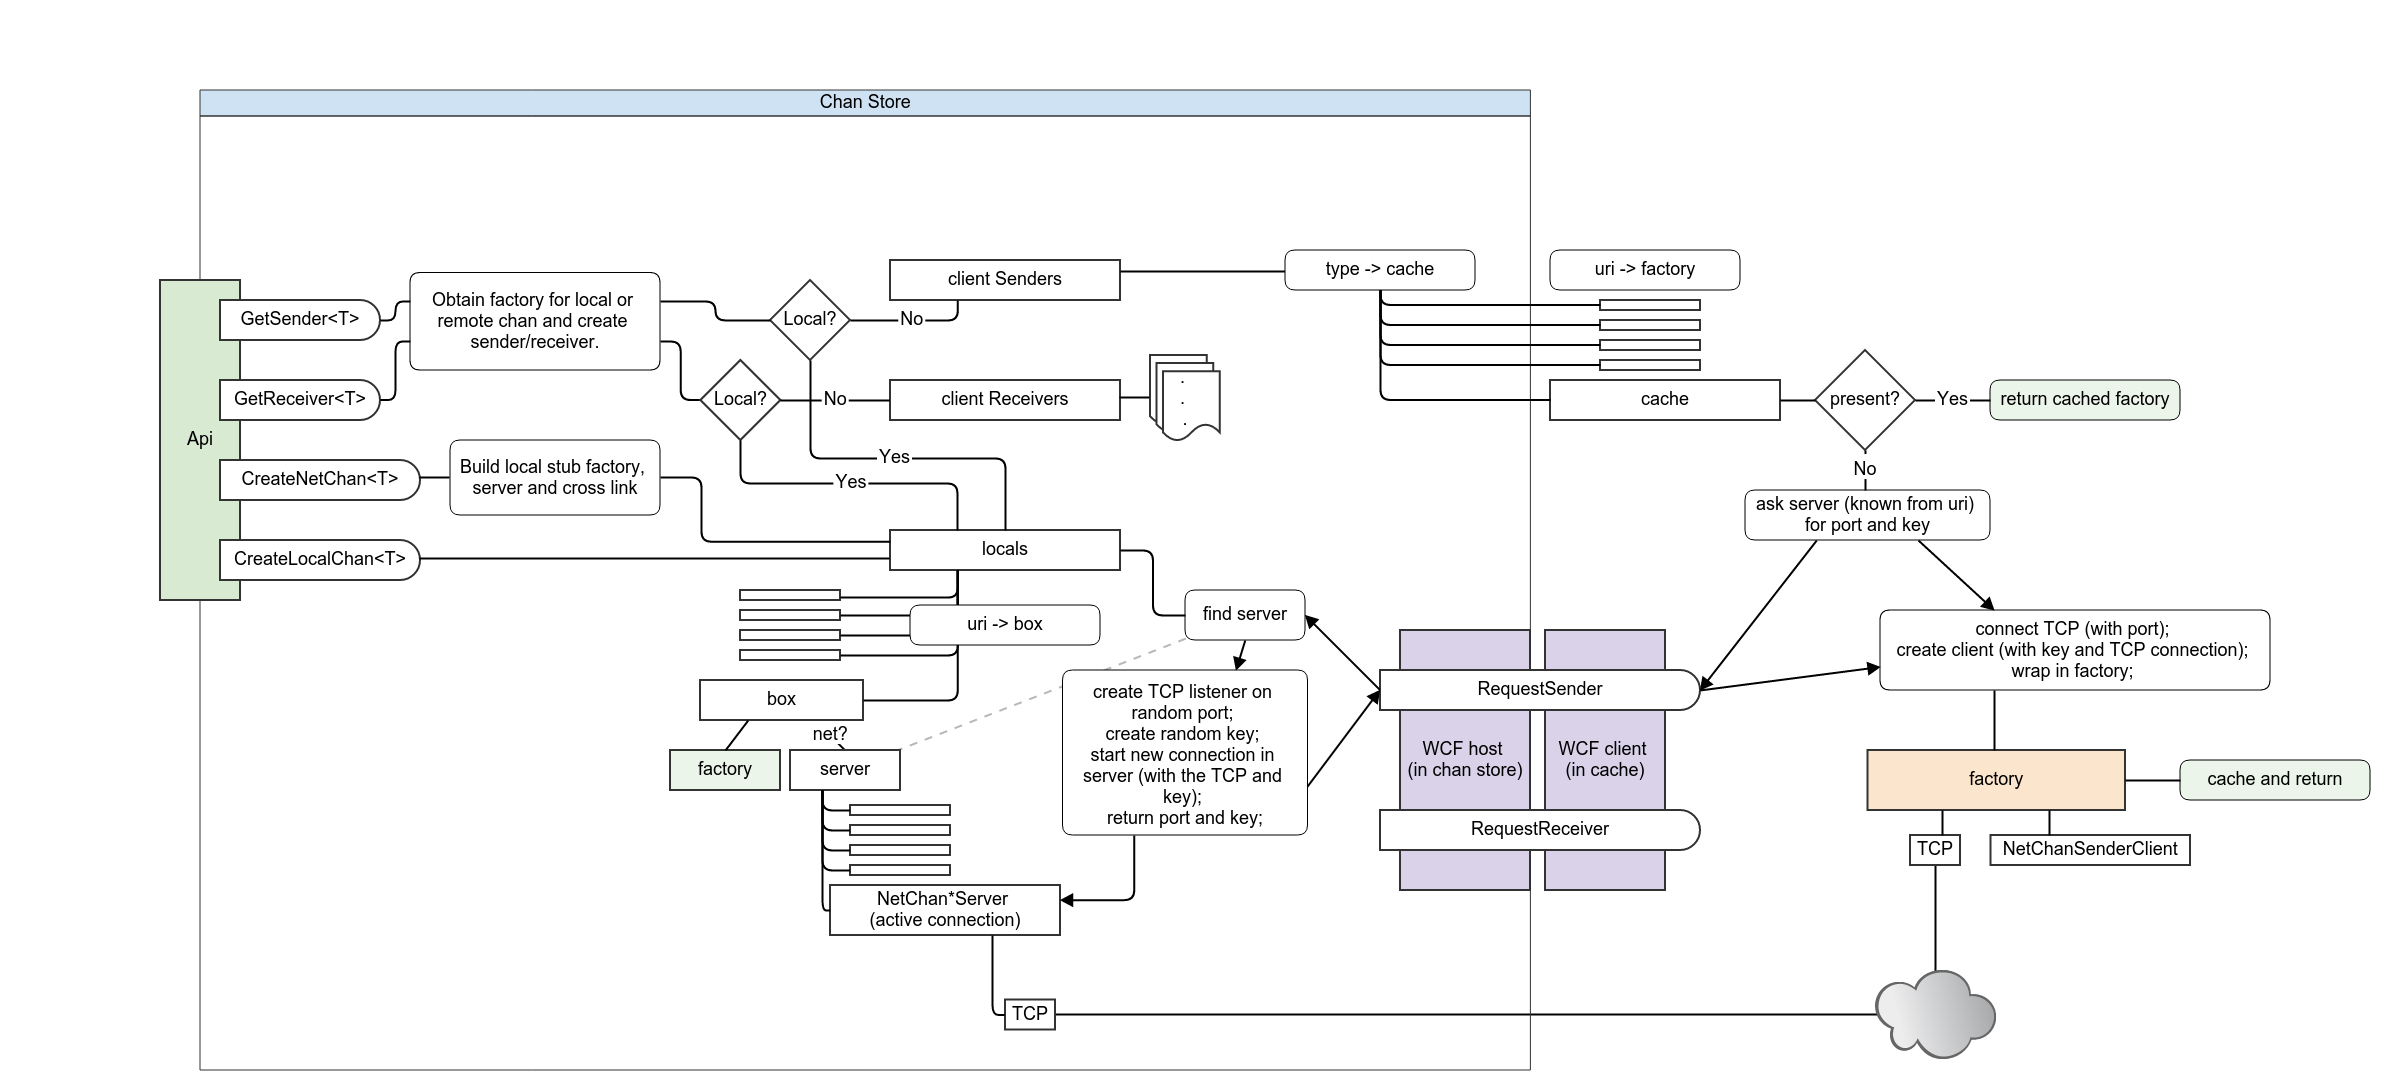 Chan Store
Api
GetSender<T>
GetReceiver<T>
CreateNetChan<T>
CreateLocalChan<T>
Obtain factory for local or
remote chan and create
sender/receiver.
Build local stub factory,
server and cross link
Local?
No
Local?
No
Yes
Yes
client Senders
client Receivers
.
.
.
type -> cache
uri -> factory
cache
present?
Yes
return cached factory
No
ask server (known from uri)
for port and key
locals
uri -> box
box
net?
factory
server
find server
create TCP listener on
random port;
create random key;
start new connection in
server (with the TCP and
key);
return port and key;
NetChan*Server
(active connection)
TCP
RequestSender
WCF host
(in chan store)
WCF client
(in cache)
RequestReceiver
connect TCP (with port);
create client (with key and TCP connection);
wrap in factory;
factory
cache and return
TCP
NetChanSenderClient